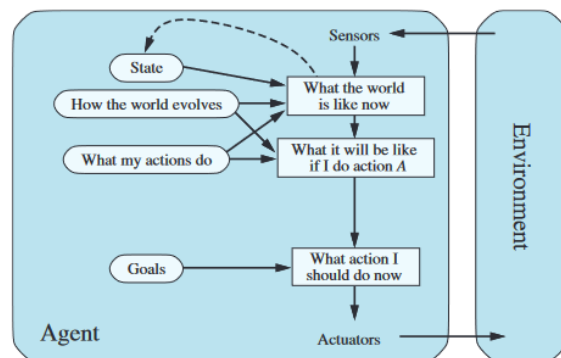 Sensors
State
What the world
is like now
How the world evolves
What my actions do
What it will be like
if I do action A
Goals
What action I
should do now
Agent
Actuators
Environment